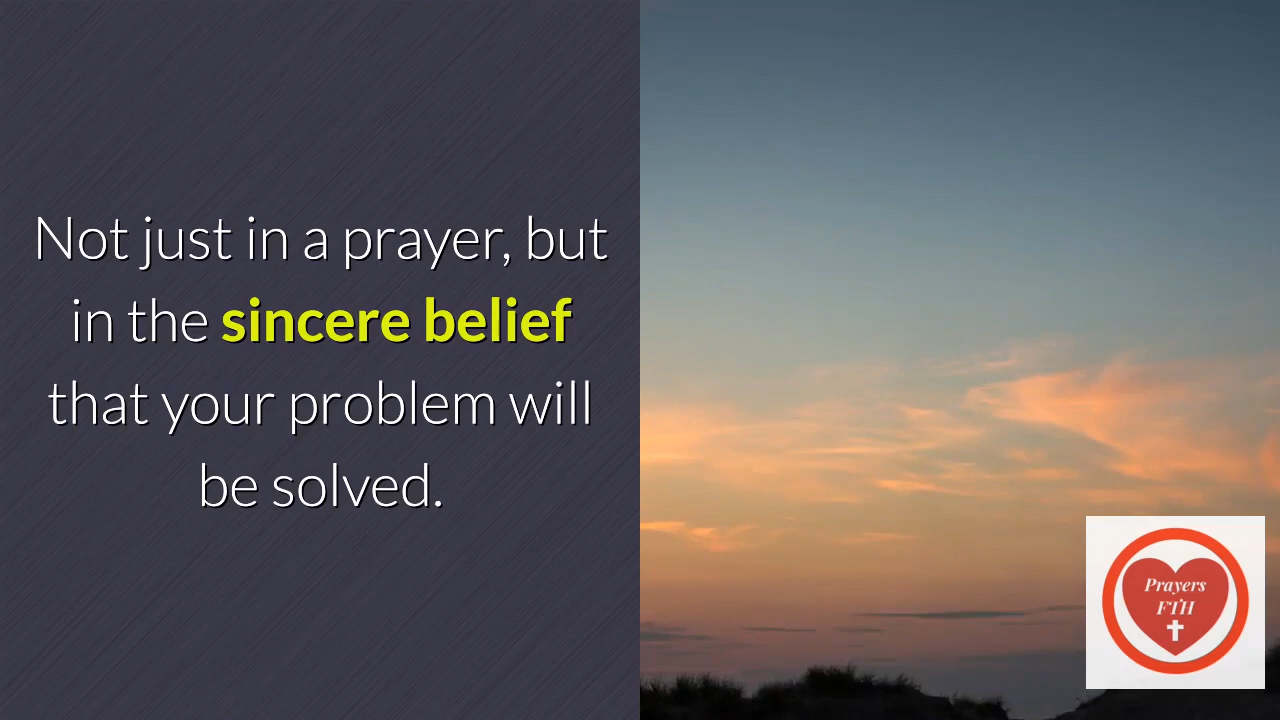 Not just in a prayer, but
in the sincere belief
that your problem will
be solved.
Prayers
FTH